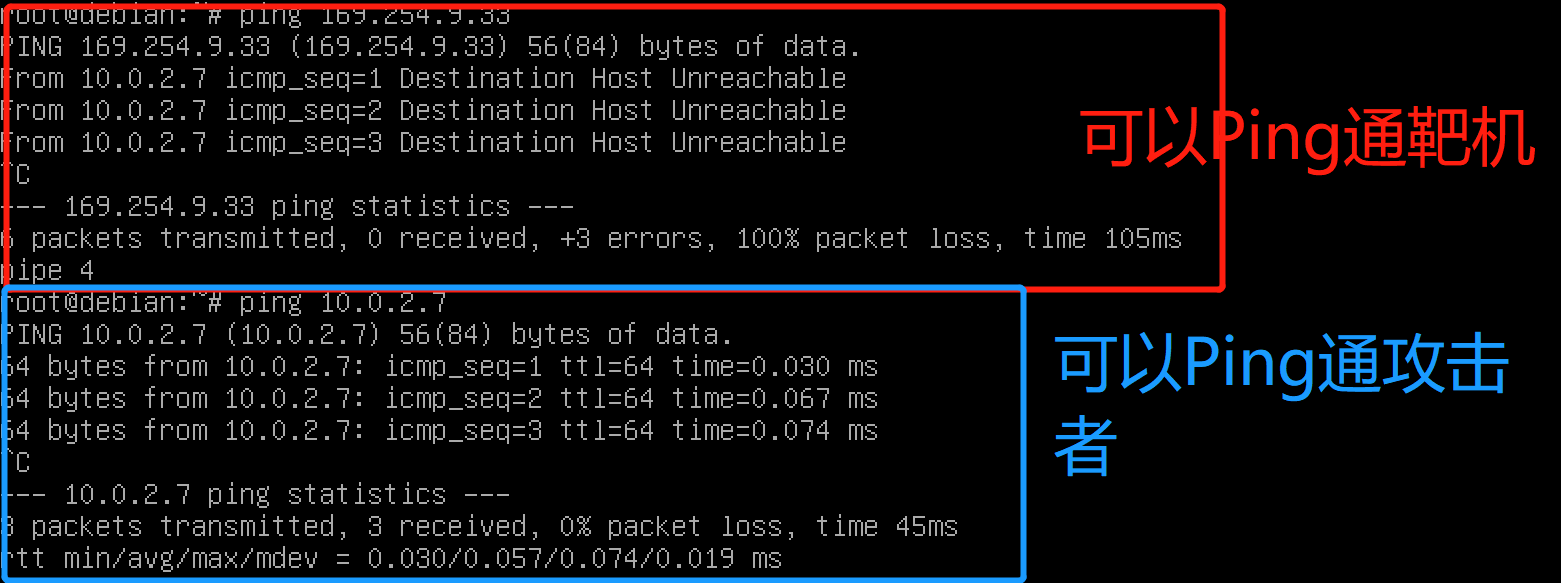 root@debian:~# ping 169.254.9.33
PING 169.254.9.33 (169.254.9.33) 56(84) bytes of data.
From 10.0.2.7 icmp_seq=1 Destination Host Unreachable
From 10.0.2.7 icmp_seq=2 Destination Host Unreachable
From 10.0.2.7 icmp_seq=3 Destination Host Unreachable
^C
--- 169.254.9.33 ping statistics ---
6 packets transmitted, 0 received, +3 errors, 100% packet loss, time 105ms
pipe 4
可以Ping通靶机
root@debian:~# ping 10.0.2.7
PING 10.0.2.7 (10.0.2.7) 56(84) bytes of data.
64 bytes from 10.0.2.7: icmp_seq=1 ttl=64 time=0.030 ms
64 bytes from 10.0.2.7: icmp_seq=2 ttl=64 time=0.067 ms
64 bytes from 10.0.2.7: icmp_seq=3 ttl=64 time=0.074 ms
^C
--- 10.0.2.7 ping statistics ---
3 packets transmitted, 3 received, 0% packet loss, time 45ms
rtt min/avg/max/mdev = 0.030/0.057/0.074/0.019 ms
可以Ping通攻击
者